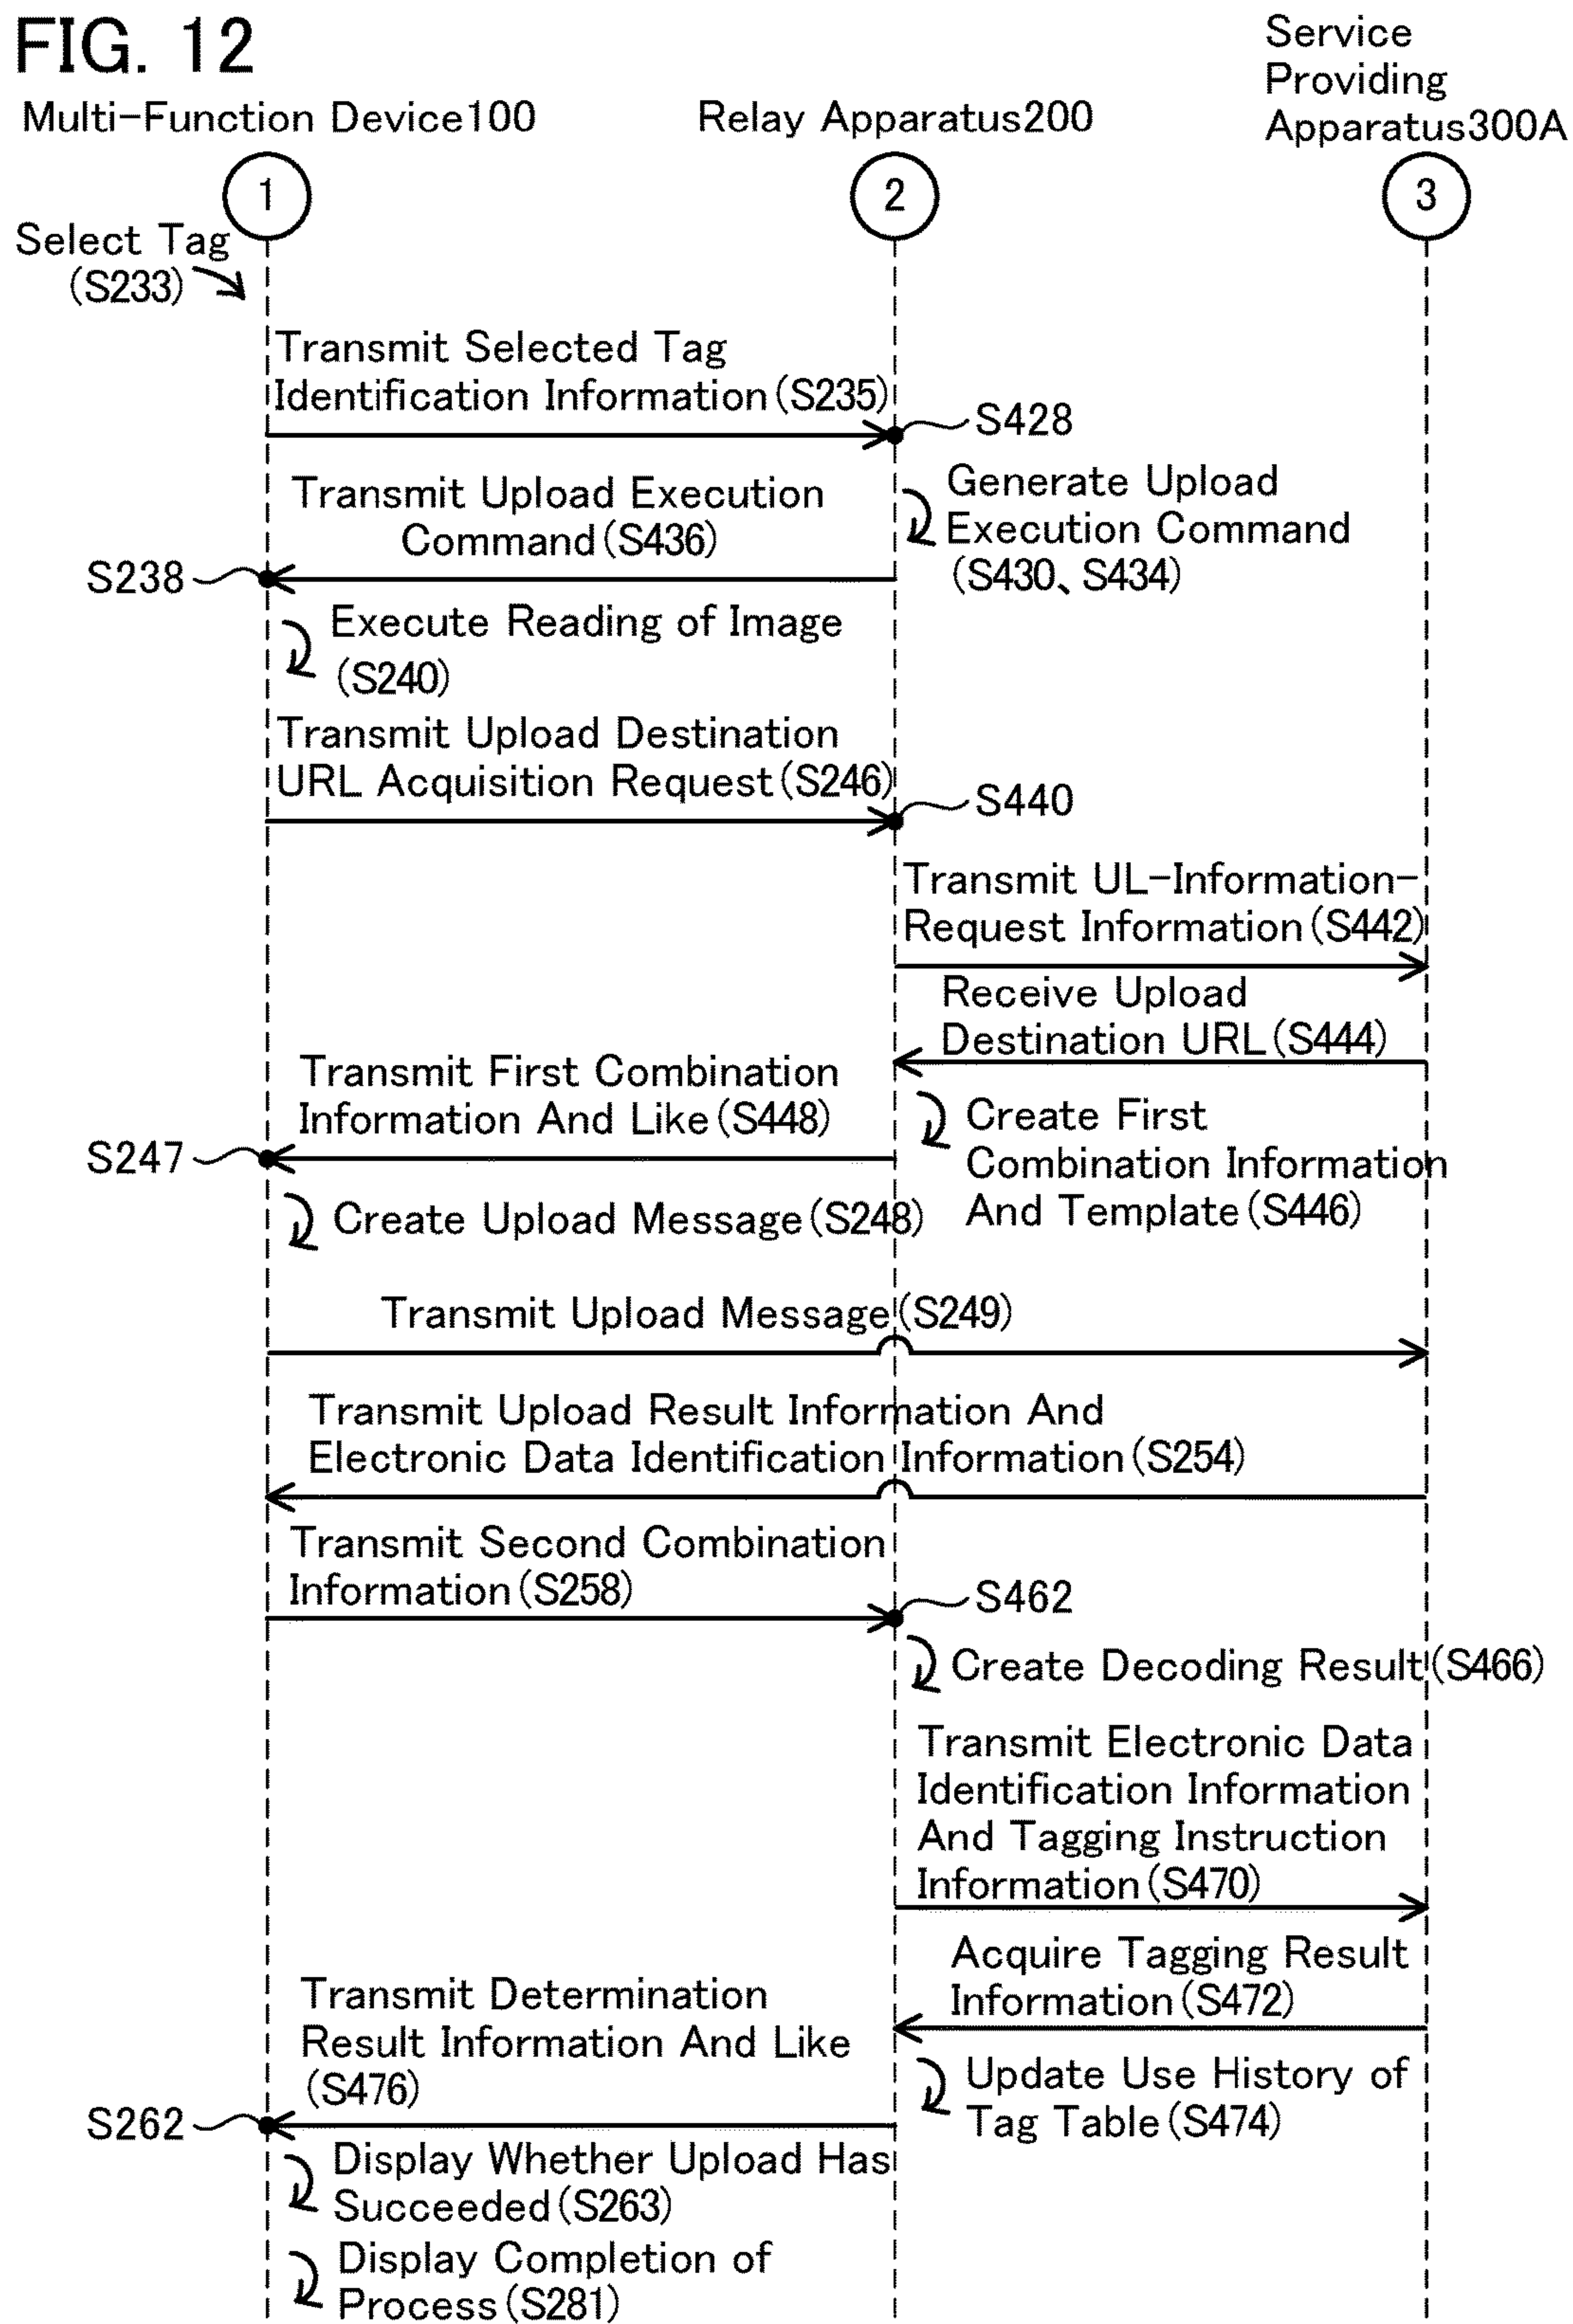 FIG. 12
Multi-Function Device100
Relay Apparatus200
Service
Providing
Apparatus300A
1
2
3
Select Tag
(S233)
Transmit Selected Tag
Identification Information(S235)
S428
Generate Upload
Execution Command
(S430、S434)
Transmit Upload Execution
Command(S436)
S238
Execute Reading of Image
(S240)
Transmit Upload Destination
URL Acquisition Request(S246)
S440
Transmit UL-Information-
Request Information(S442)
Receive Upload
Destination URL(S444)
Create First
Combination Information
And Template(S446)
Transmit First Combination
Information And Like(S448)
S247
Create Upload Message(S248)
Transmit Upload Message(S249)
Transmit Upload Result Information And
Electronic Data Identification Information(S254)
Transmit Second Combination
Information(S258)
S462
Create Decoding Result(S466)
Transmit Electronic Data
Identification Information
And Tagging Instruction
Information(S470)
Acquire Tagging Result
Information(S472)
Update Use History of
Tag Table(S474)
Transmit Determination
Result Information And Like
(S476)
S262
Display Whether Upload Has
Succeeded(S263)
Display Completion of
Process(S281)